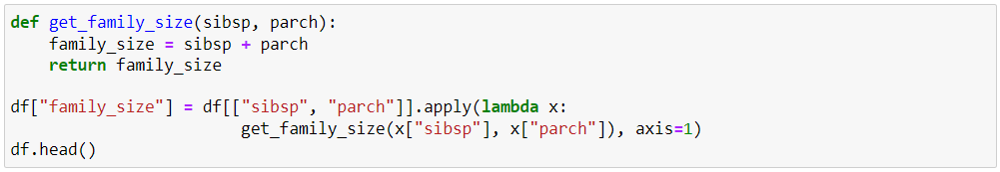 def get_family_size(sibsp, parch):
    family_size = sibsp + parch
    return family_size

df["family_size"] = df[["sibsp", "parch"]].apply(lambda x:
                        get_family_size(x["sibsp"], x["parch"]), axis=1)
df.head()